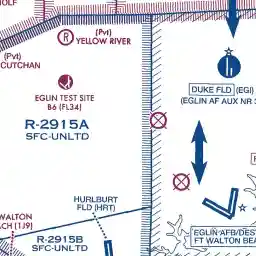 (Pvt)
YELLOW RIVER
(Pvt)
CUTCHAN
EGLIN TEST SITE
B6 (FL34)
DUKE FLD (EGI)
(EGLIN AF AUX NR 3
R-2915A
SFC-UNLTD
HURLBURT
FLD (HRT)
WALTON
ACH (1J9)
R-2915B
SFC-UNLTD
EGLIN AFB/DES
FT WALTON BEA